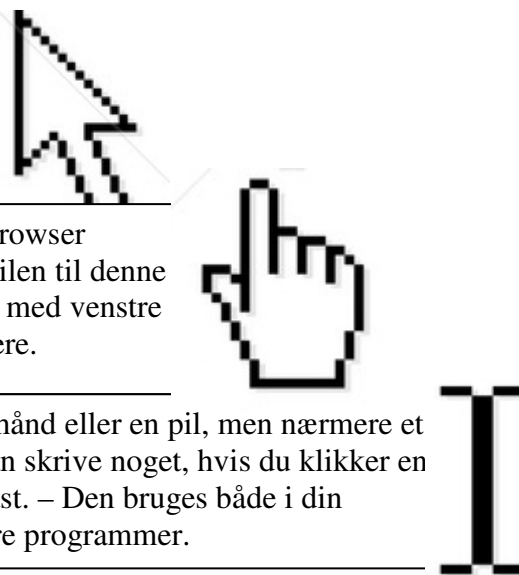 rowser
ilen til denne
med venstre
ere.
hånd eller en pil, men nærmere et
n skrive noget, hvis du klikker en
st. – Den bruges både i din
re programmer.